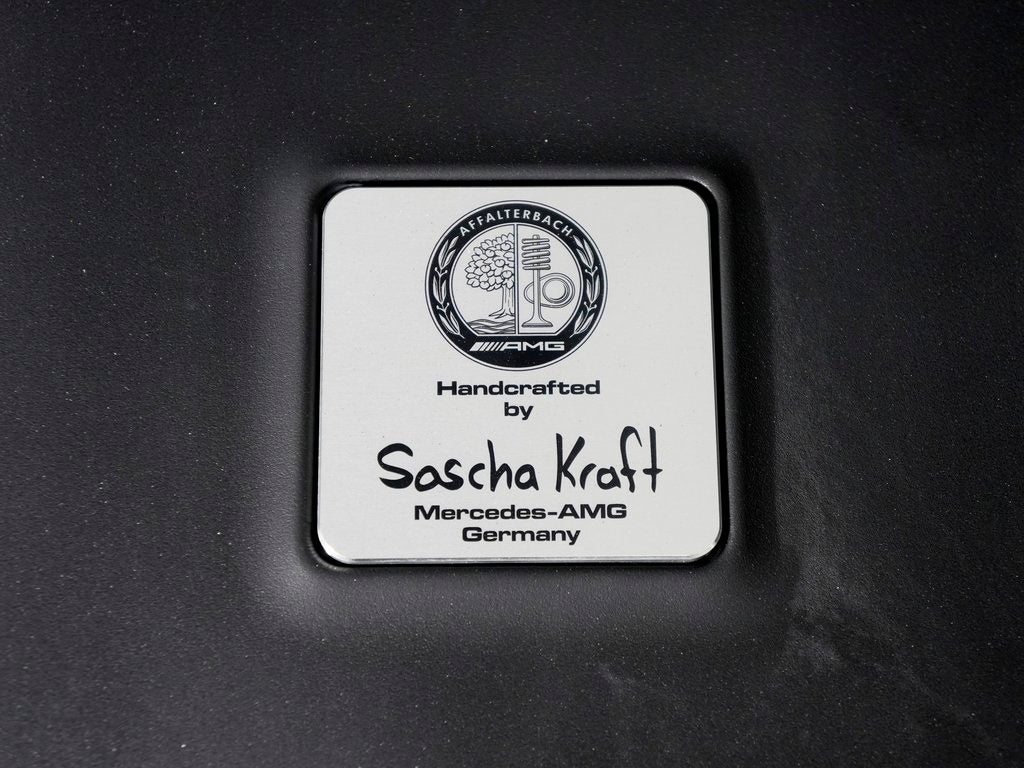 AFFALTERBACH
AMG
Handcrafted
by
Sascha Kraft
Mercedes-AMG
Germany